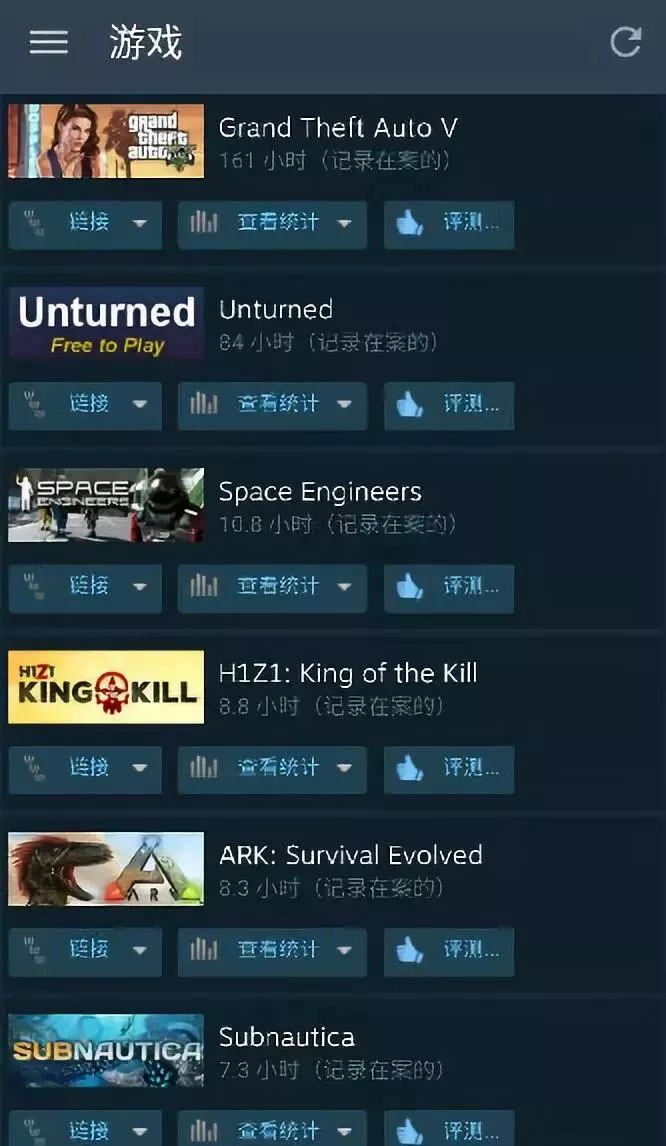 游戏
grand
theft
auto
Grand Theft Auto V
161 小时（记录在案的）
链接
查看统计
评测...
Unturned
Free to Play
Unturned
84 小时（记录在案的）
链接
查看统计
评测...
SPACE
ENGINEERS
Space Engineers
10.8 小时（记录在案的）
链接
查看统计
评测...
H1Z1
KING KILL
H1Z1: King of the Kill
8.8 小时（记录在案的）
链接
查看统计
评测...
ARK
ARK: Survival Evolved
8.3 小时（记录在案的）
链接
查看统计
评测...
SUBNAUTICA
Subnautica
7.3 小时（记录在案的）
链接
查看统计
评测...